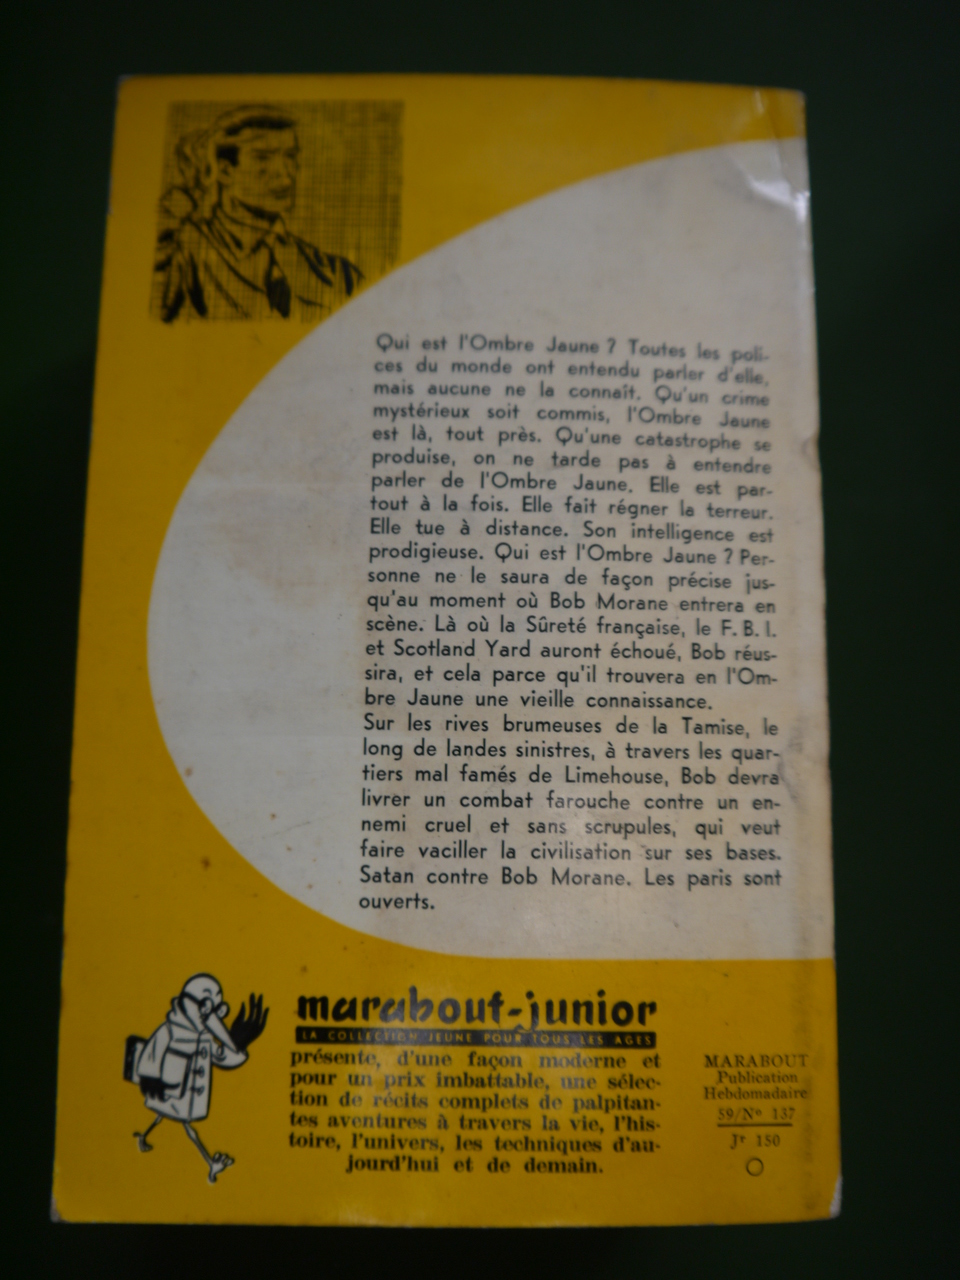 Qui est l'Ombre Jaune ? Toutes les poli-
ces du monde ont entendu parler d'elle,
mais aucune ne la connaît. Qu'un crime
mystérieux soit commis, l'Ombre Jaune
est là, tout près. Qu'une catastrophe se
produise, on ne tarde pas à entendre
parler de l'Ombre Jaune. Elle est par-
tout à la fois. Elle fait régner la terreur.
Elle tue à distance. Son intelligence est
prodigieuse. Qui est l'Ombre Jaune ? Per-
sonne ne le saura de façon précise jus-
qu'au moment où Bob Morane entrera en
scène. Là où la Sûreté française, le F. B. I.
et Scotland Yard auront échoué, Bob réus-
sira, et cela parce qu'il trouvera en l'Om-
bre Jaune une vieille connaissance.
Sur les rives brumeuses de la Tamise, le
long de landes sinistres, à travers les quar-
tiers mal famés de Limehouse, Bob devra
livrer un combat farouche contre un en-
nemi cruel et sans scrupules, qui veut
faire vaciller la civilisation sur ses bases.
Satan contre Bob Morane. Les paris sont
ouverts.
marabout-junior
LA COLLECTION JEUNE POUR TOUS LES AGES
présente, d'une façon moderne et
pour un prix imbattable, une sélec-
tion de récits complets de palpitan-
tes aventures à travers la vie, l'his-
toire, l'univers, les techniques d'au-
jourd'hui et de demain.
MARABOUT
Publication
Hebdomadaire
59/Nº 137
Jr 150